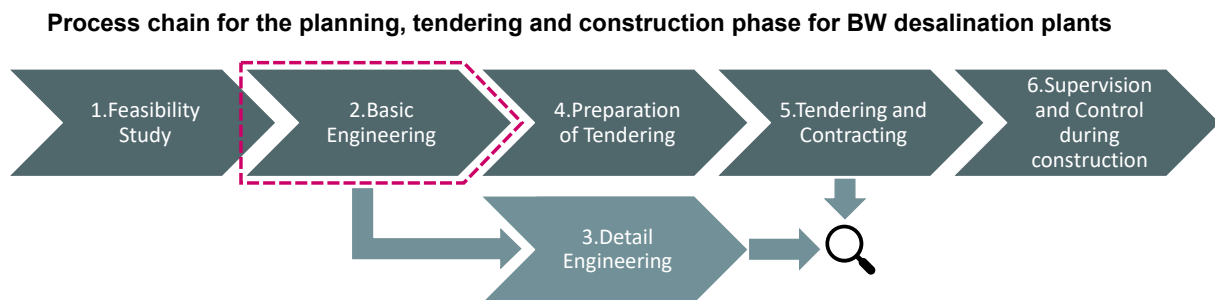 Process chain for the planning, tendering and construction phase for BW desalination plants
1.Feasibility
Study
2.Basic
Engineering
4.Preparation
of Tendering
5.Tendering and
Contracting
6.Supervision
and Control
during
construction
3.Detail
Engineering